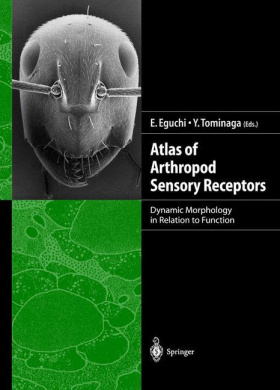 E. Eguchi · Y. Tominaga (Eds.)
Atlas of
Arthropod
Sensory Receptors
Dynamic Morphology
in Relation to Function
Springer